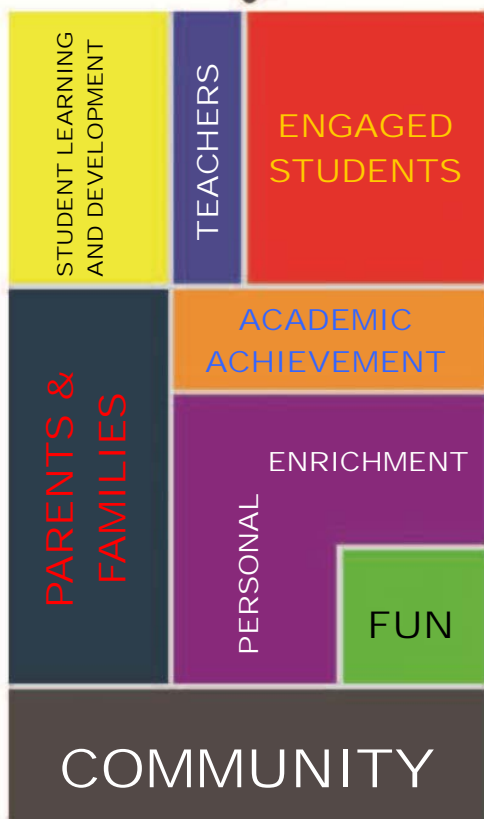 STUDENT LEARNING
AND DEVELOPMENT
TEACHERS
ENGAGED
STUDENTS
PARENTS &
FAMILIES
ACADEMIC
ACHIEVEMENT
PERSONAL
ENRICHMENT
FUN
COMMUNITY